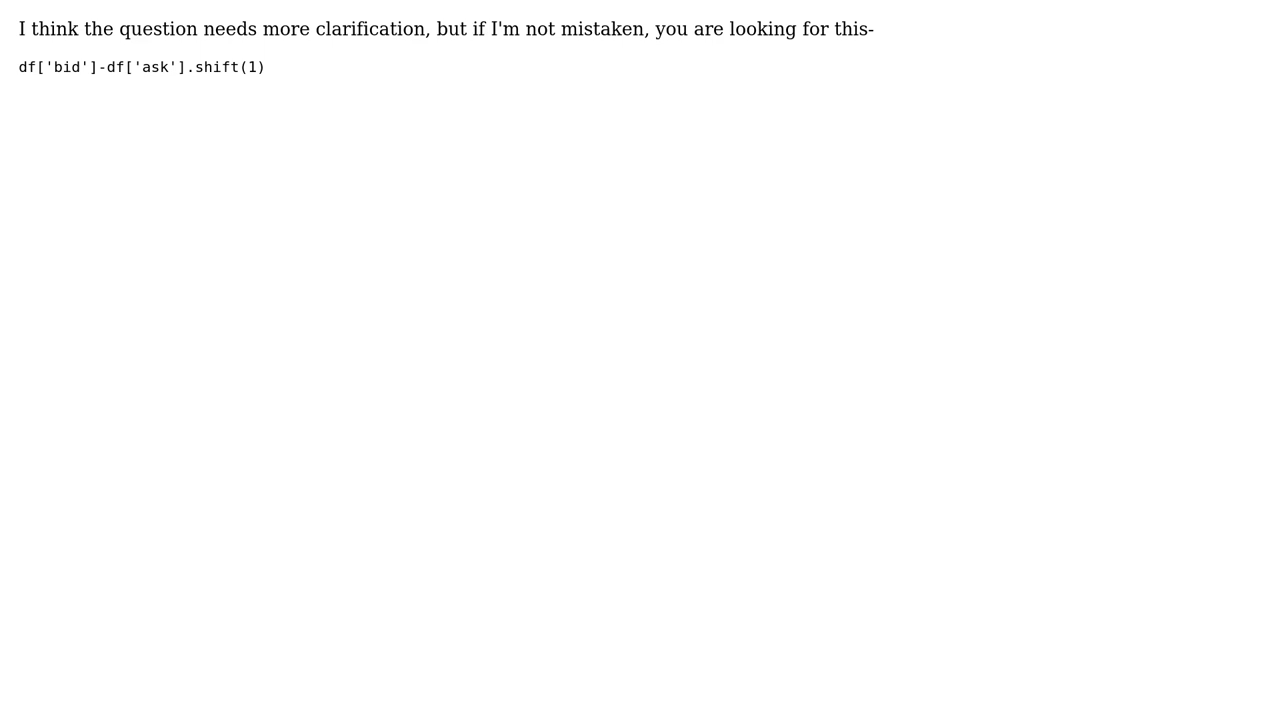 I think the question needs more clarification, but if I'm not mistaken, you are looking for this-
df['bid']-df['ask'].shift(1)